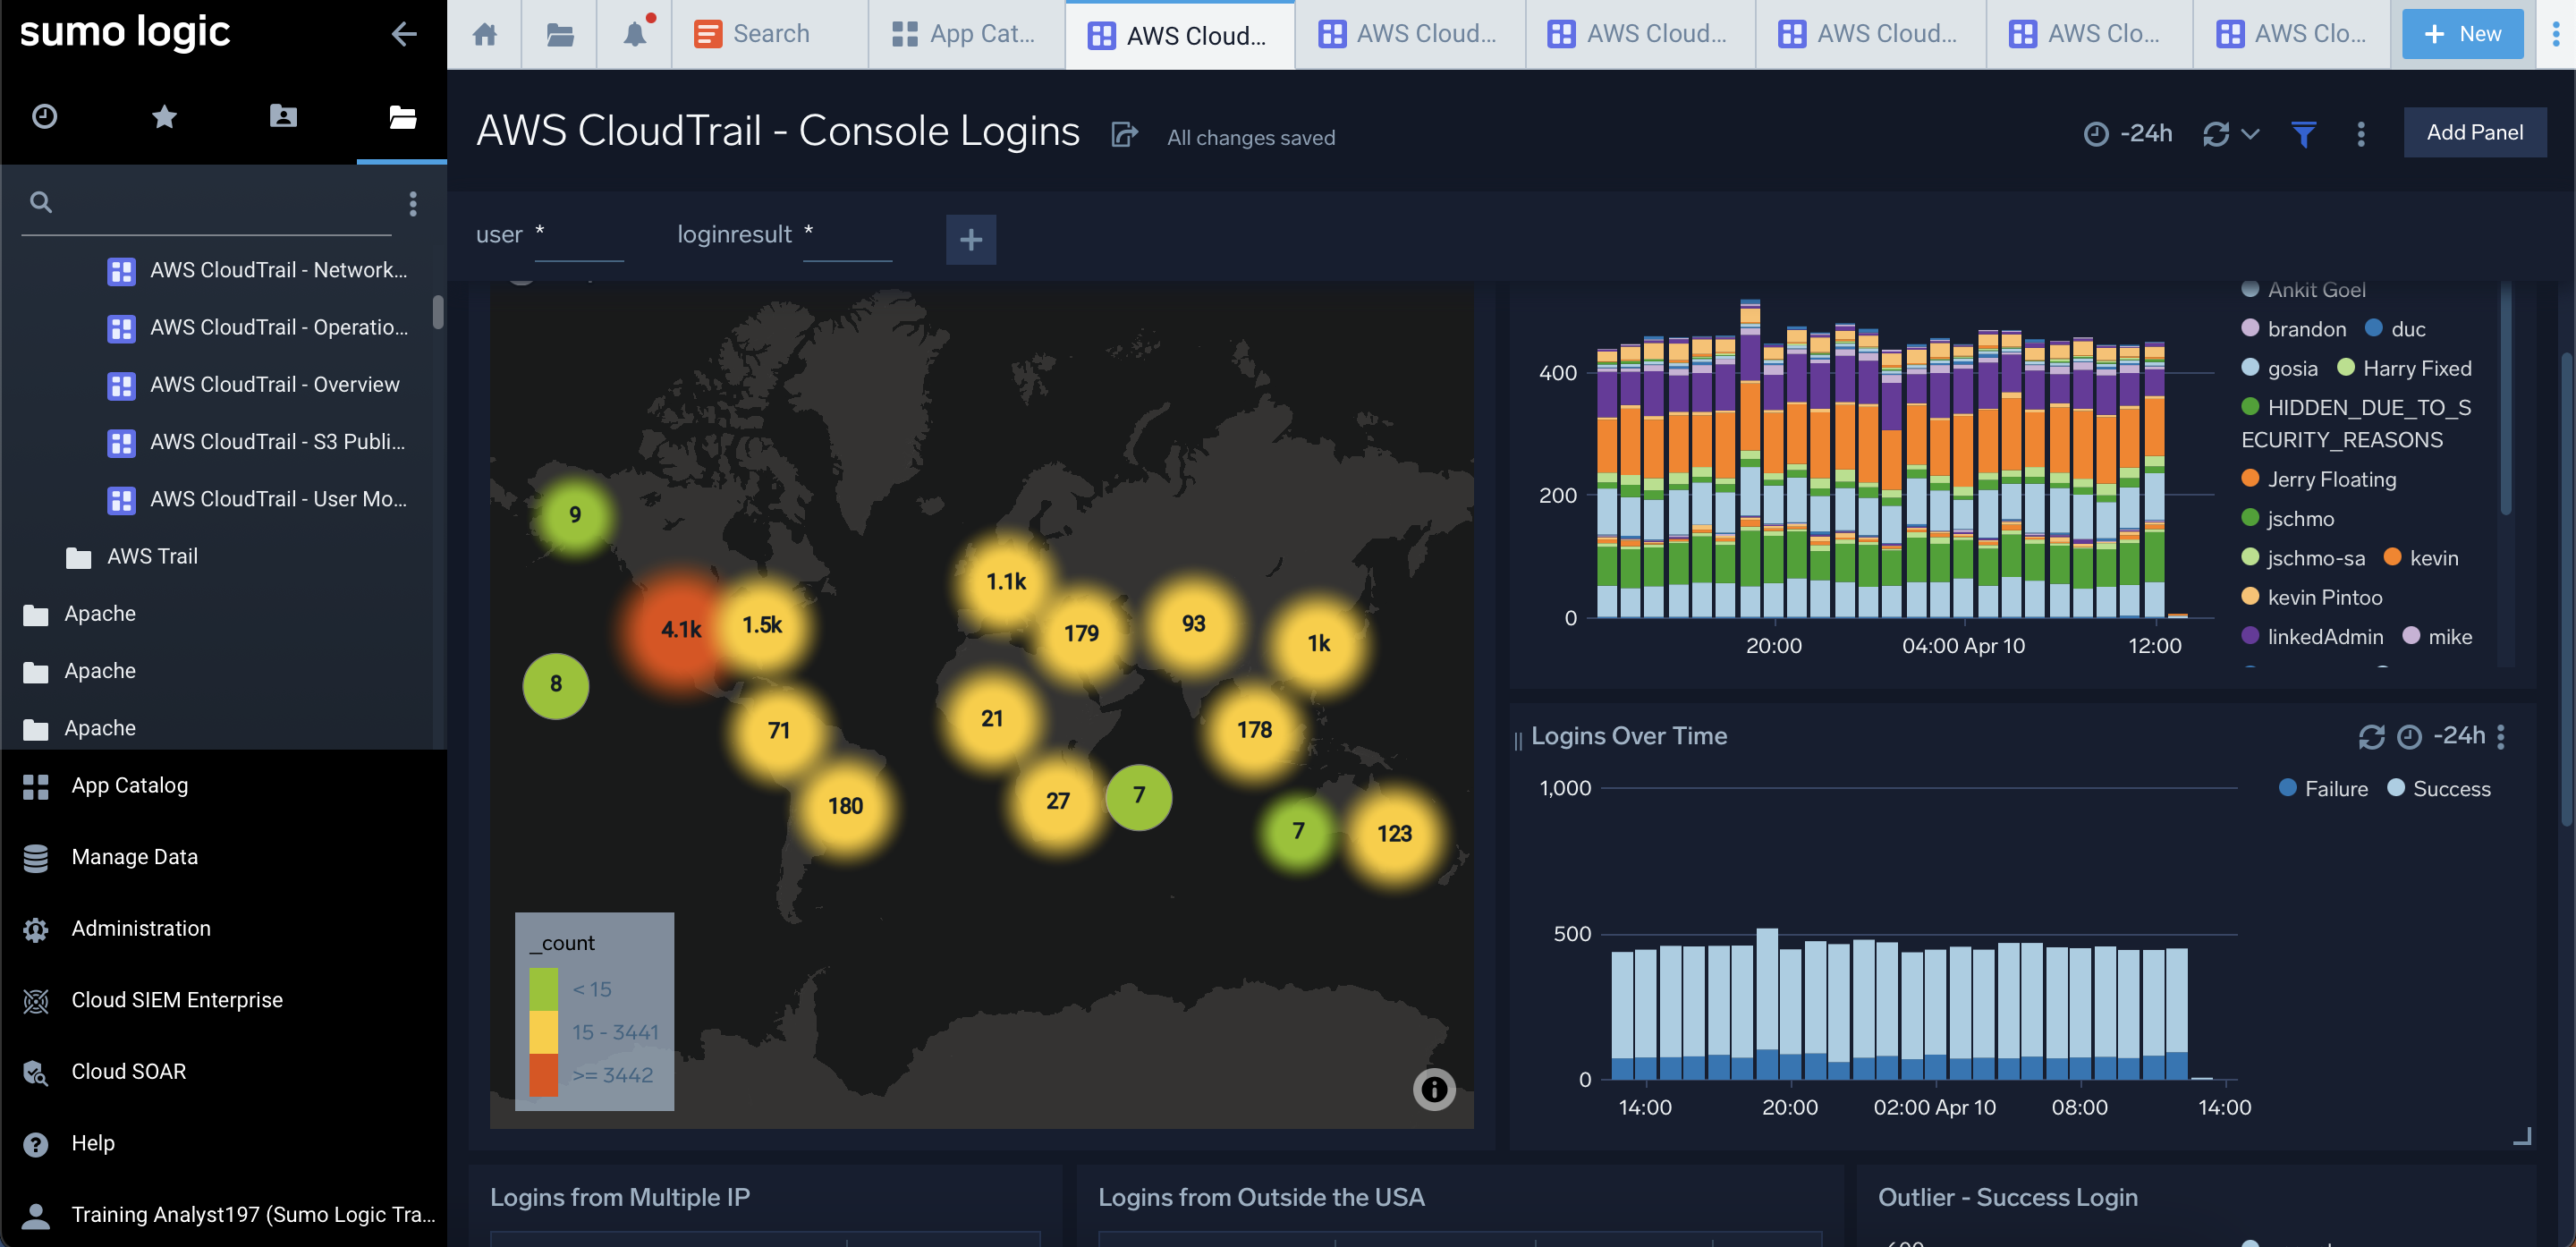 sumo logic
AWS CloudTrail - Network...
AWS CloudTrail - Operatio...
AWS CloudTrail - Overview
AWS CloudTrail - S3 Publi...
AWS CloudTrail - User Mo...
AWS Trail
Apache
Apache
Apache
App Catalog
Manage Data
Administration
Cloud SIEM Enterprise
Cloud SOAR
Help
Training Analyst197 (Sumo Logic Tra...
Search
App Cat...
AWS Cloud...
AWS Cloud...
AWS Cloud...
AWS Cloud...
AWS Clo...
AWS Clo...
+ New
AWS CloudTrail - Console Logins
All changes saved
-24h
Add Panel
user *
loginresult *
+
9
4.1k
1.5k
8
1.1k
179
93
1k
71
21
178
180
27
7
7
123
_count
< 15
15 - 3441
>= 3442
400
200
0
20:00
04:00 Apr 10
12:00
Ankit Goel
brandon duc
gosia Harry Fixed
HIDDEN_DUE_TO_S
ECURITY_REASONS
Jerry Floating
jschmo
jschmo-sa kevin
kevin Pintoo
linkedAdmin mike
Logins Over Time
-24h
1,000
500
0
Failure Success
14:00
20:00
02:00 Apr 10
08:00
14:00
Logins from Multiple IP
Logins from Outside the USA
Outlier - Success Login